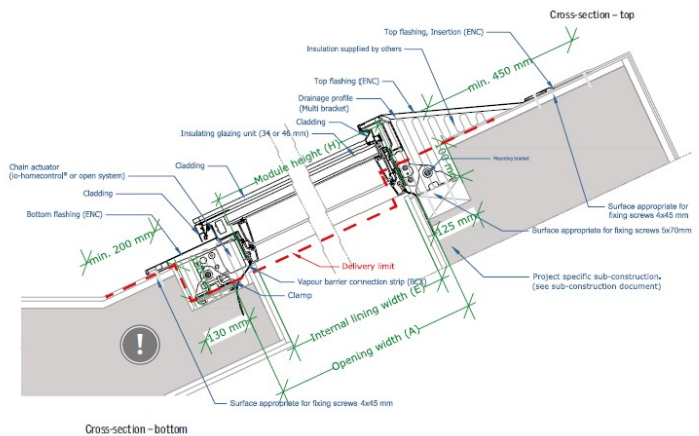 Cross-section – top
Top flashing, Insertion (ENC)
Insulation supplied by others
min. 450 mm
Top flashing (ENC)
Drainage profile
(Multi bracket)
Cladding
Insulating glazing unit (34 or 46 mm)
Module height (H)
Mounting bracket
100 mm
Chain actuator
(io-homecontrol® or open system)
Cladding
Cladding
Bottom flashing (ENC)
min. 200 mm
Surface appropriate for
fixing screws 4x45 mm
Surface appropriate for fixing screws 5x70mm
125 mm
Delivery limit
Project specific sub-construction.
(see sub-construction document)
Vapour barrier connection strip
Clamp
Internal lining width (E)
130 mm
Opening width (A)
Surface appropriate for fixing screws 4x45 mm
Cross-section – bottom